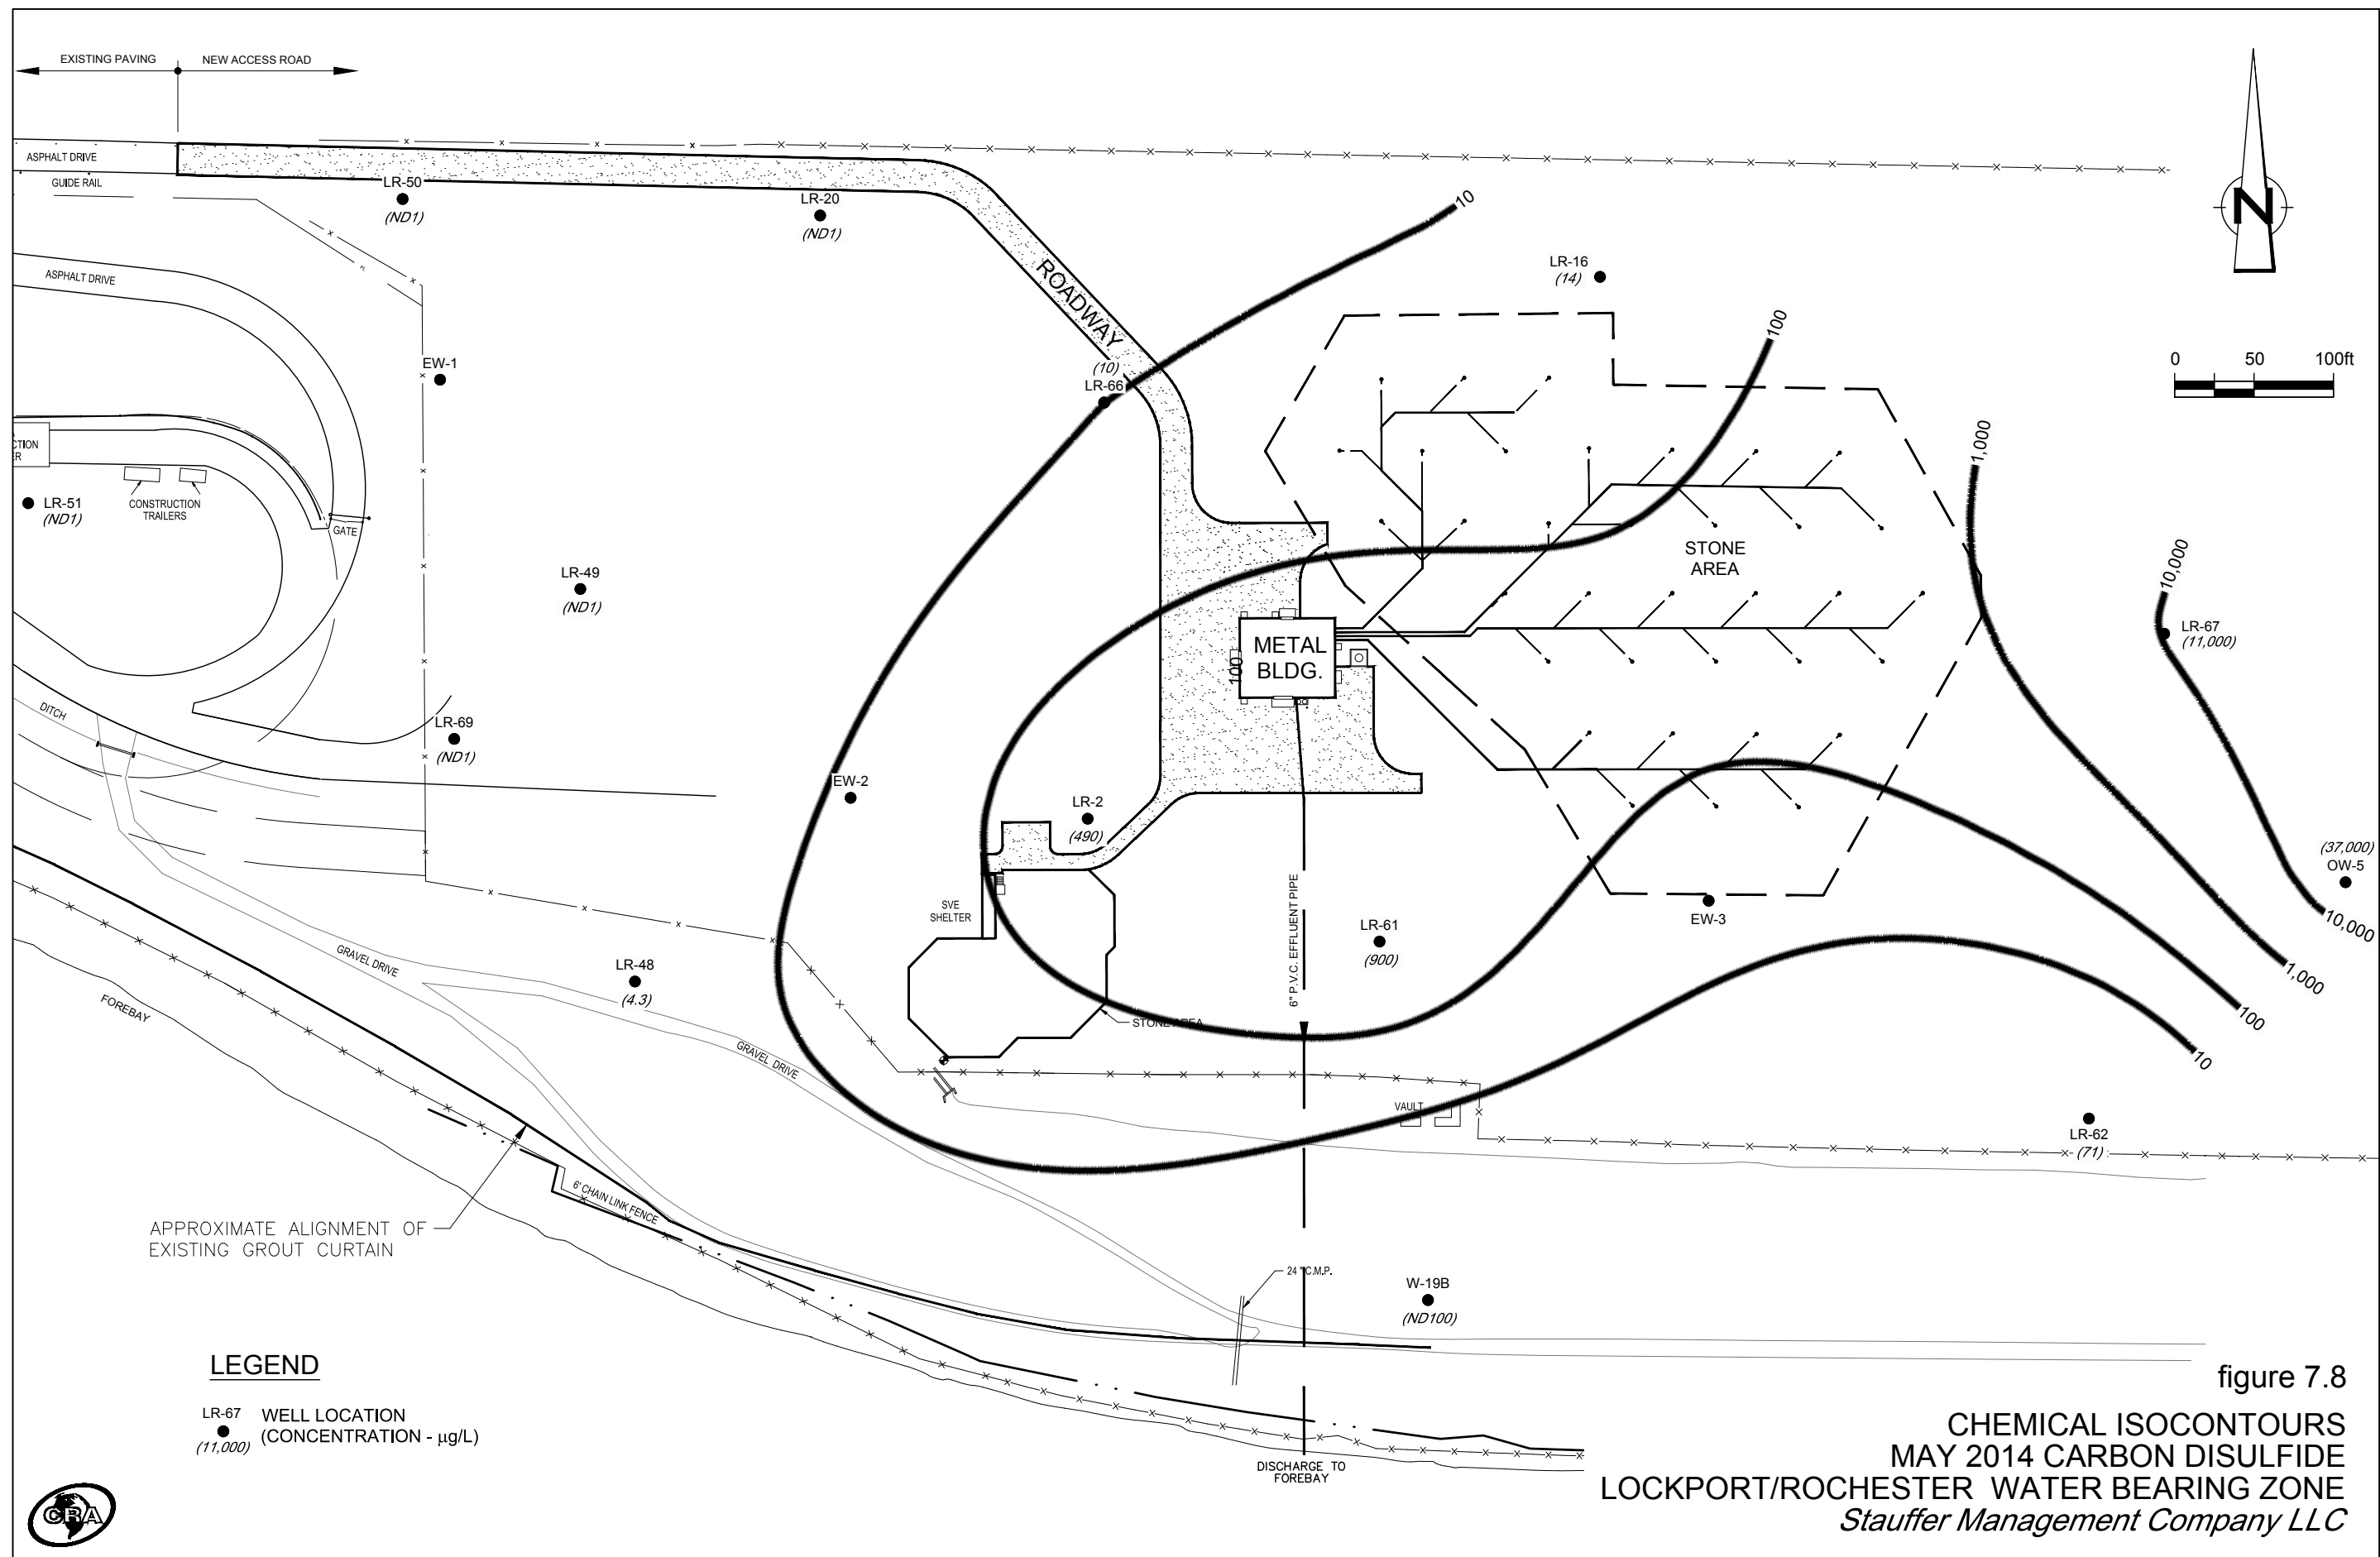 EXISTING PAVING
NEW ACCESS ROAD
ASPHALT DRIVE
GUIDE RAIL
LR-50
(ND1)
LR-20
(ND1)
10
ROADWAY
LR-16
(14)
N
ASPHALT DRIVE
100
0 50 100ft
EW-1
(10)
LR-66
1,000
LR-51
(ND1)
CONSTRUCTION
TRAILERS
GATE
STONE
AREA
10,000
LR-49
(ND1)
LR-67
(11,000)
METAL
BLDG.
100
DITCH
LR-69
(ND1)
EW-2
LR-2
(490)
(37,000)
OW-5
SVE
SHELTER
6" P.V.C. EFFLUENT PIPE
LR-61
(900)
EW-3
10,000
GRAVEL DRIVE
LR-48
(4.3)
1,000
FOREBAY
STONE AREA
100
GRAVEL DRIVE
10
VAULT
LR-62
(71)
6' CHAIN LINK FENCE
APPROXIMATE ALIGNMENT OF
EXISTING GROUT CURTAIN
24" C.M.P.
W-19B
(ND100)
LEGEND
LR-67
(11,000)
WELL LOCATION
(CONCENTRATION - µg/L)
DISCHARGE TO
FOREBAY
figure 7.8
CHEMICAL ISOCONTOURS
MAY 2014 CARBON DISULFIDE
LOCKPORT/ROCHESTER WATER BEARING ZONE
Stauffer Management Company LLC
CRA